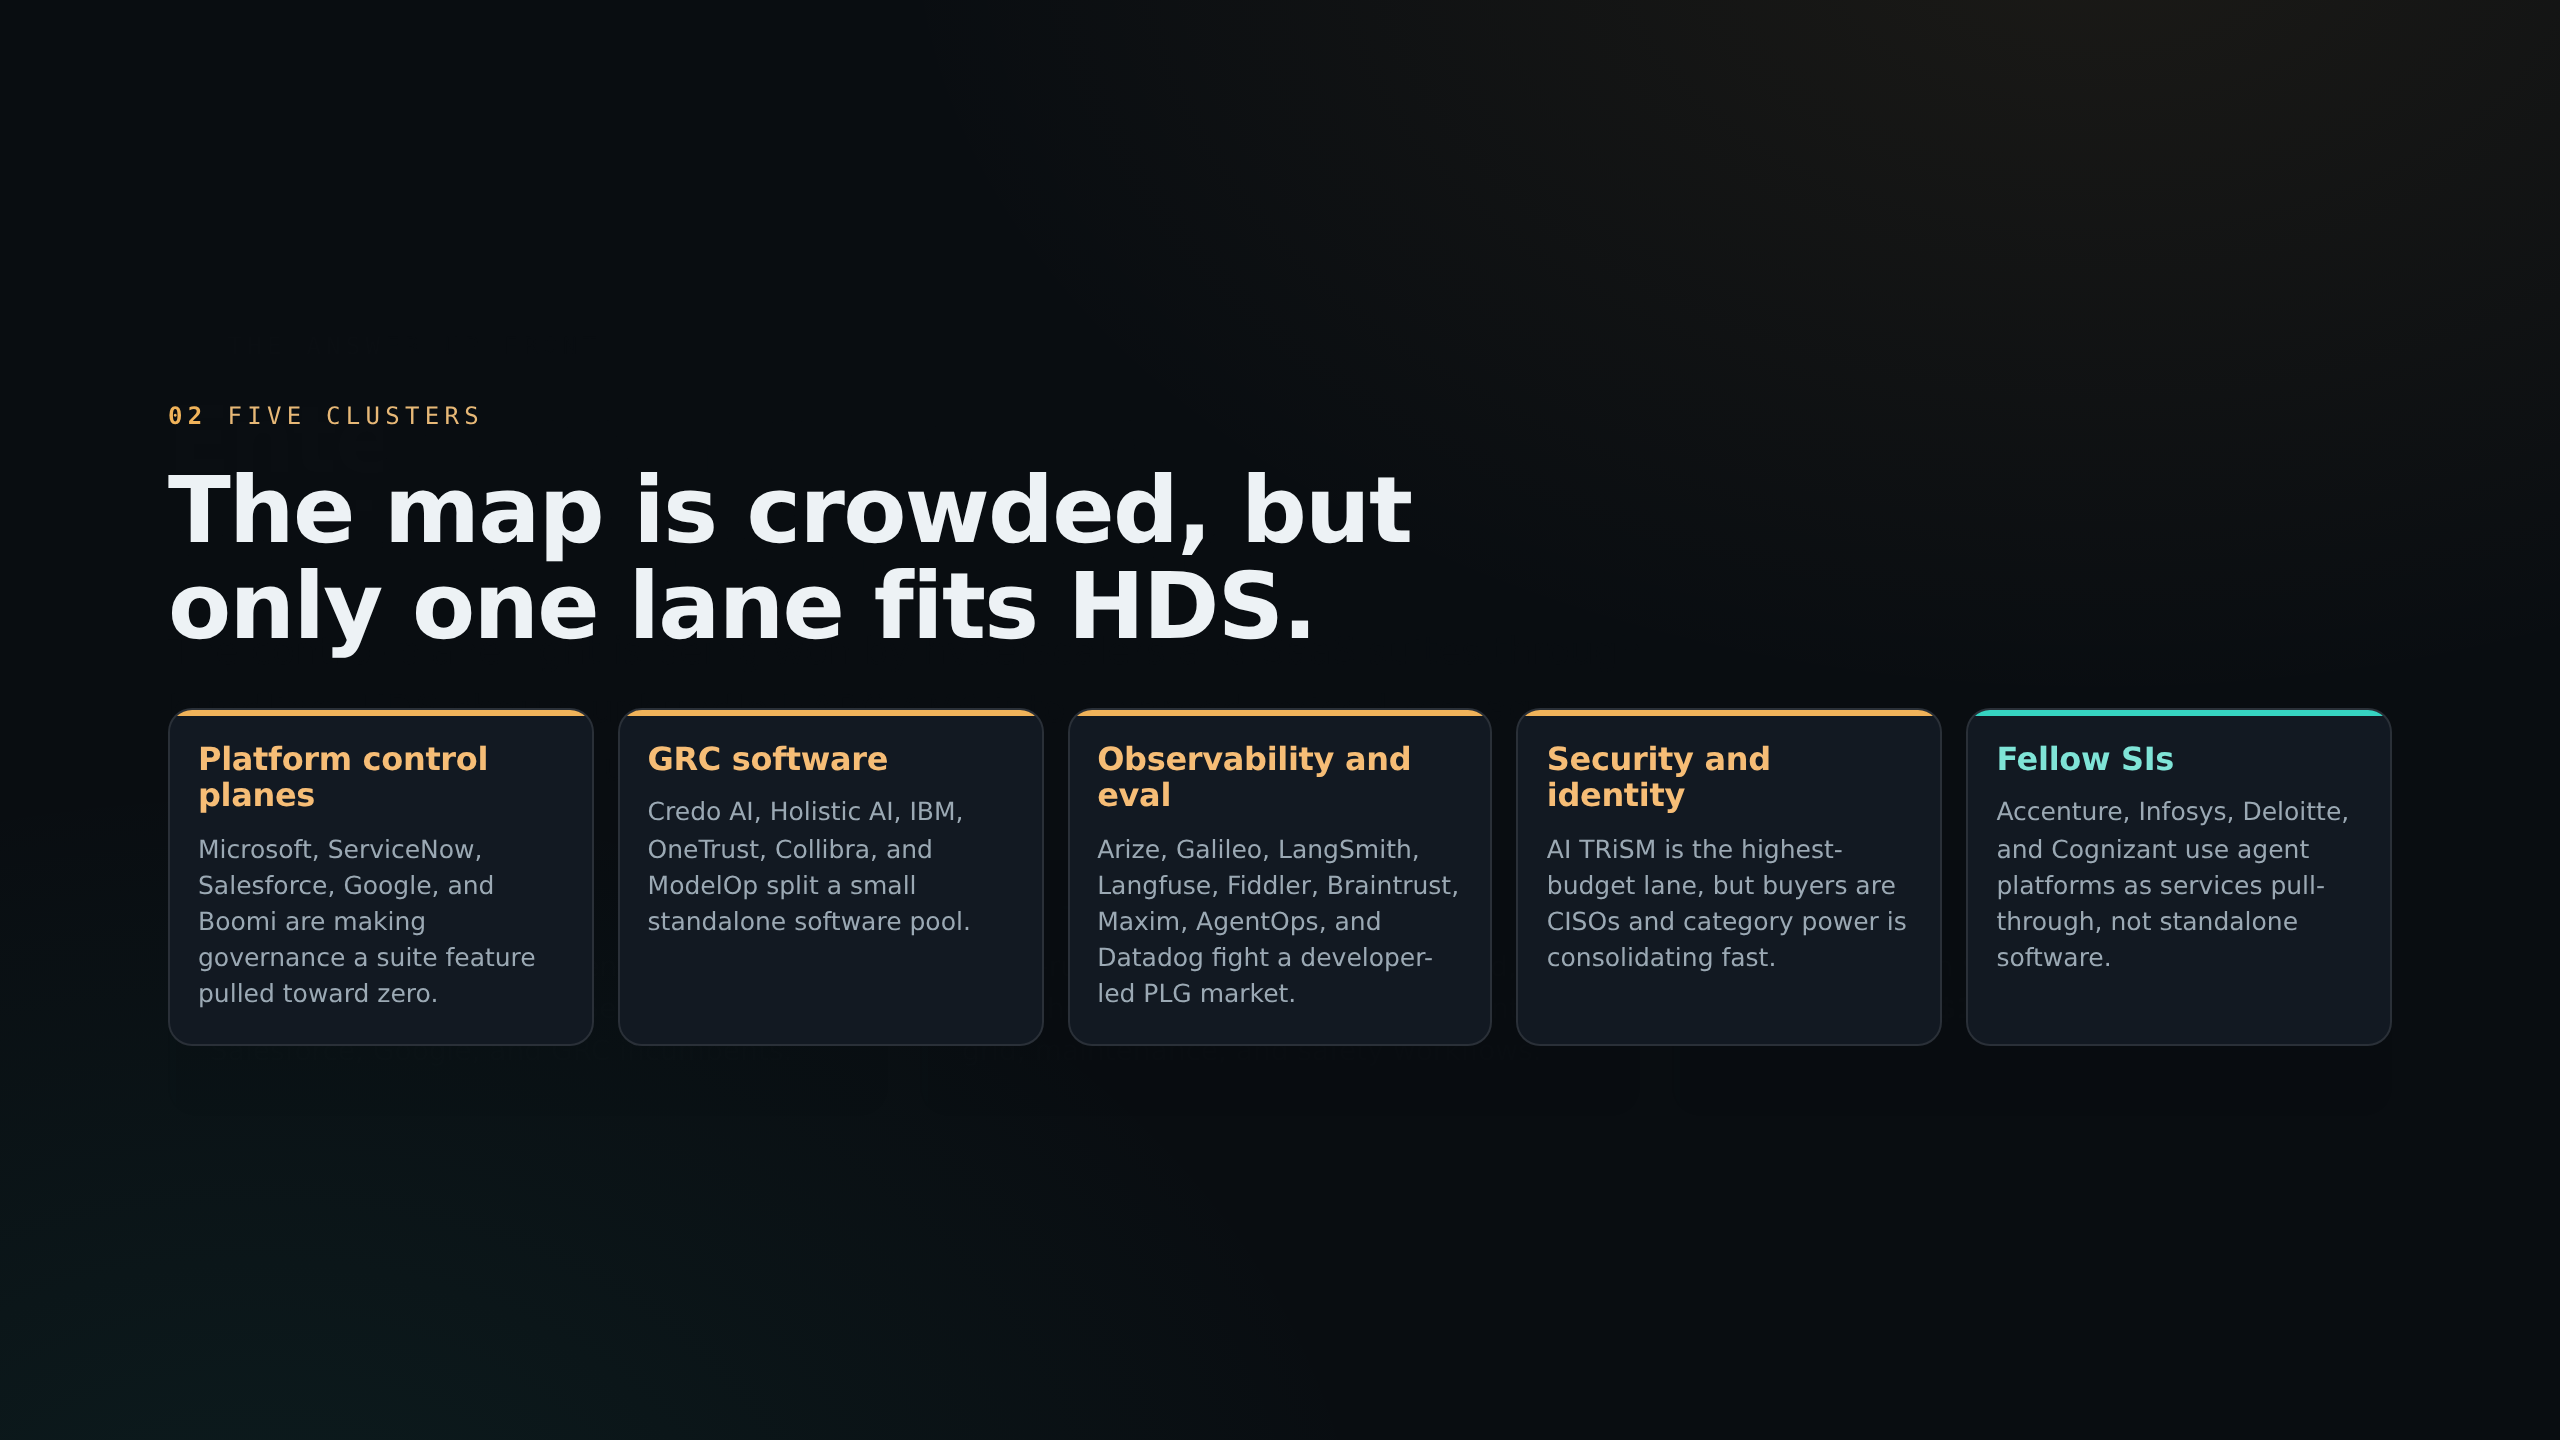 02 FIVE CLUSTERS
The map is crowded, but
only one lane fits HDS.
Platform control
planes
Microsoft, ServiceNow,
Salesforce, Google, and
Boomi are making
governance a suite feature
pulled toward zero.
GRC software
Credo AI, Holistic AI, IBM,
OneTrust, Collibra, and
ModelOp split a small
standalone software pool.
Observability and
eval
Arize, Galileo, LangSmith,
Langfuse, Fiddler, Braintrust,
Maxim, AgentOps, and
Datadog fight a developer-
led PLG market.
Security and
identity
AI TRiSM is the highest-
budget lane, but buyers are
CISOs and category power is
consolidating fast.
Fellow SIs
Accenture, Infosys, Deloitte,
and Cognizant use agent
platforms as services pull-
through, not standalone
software.